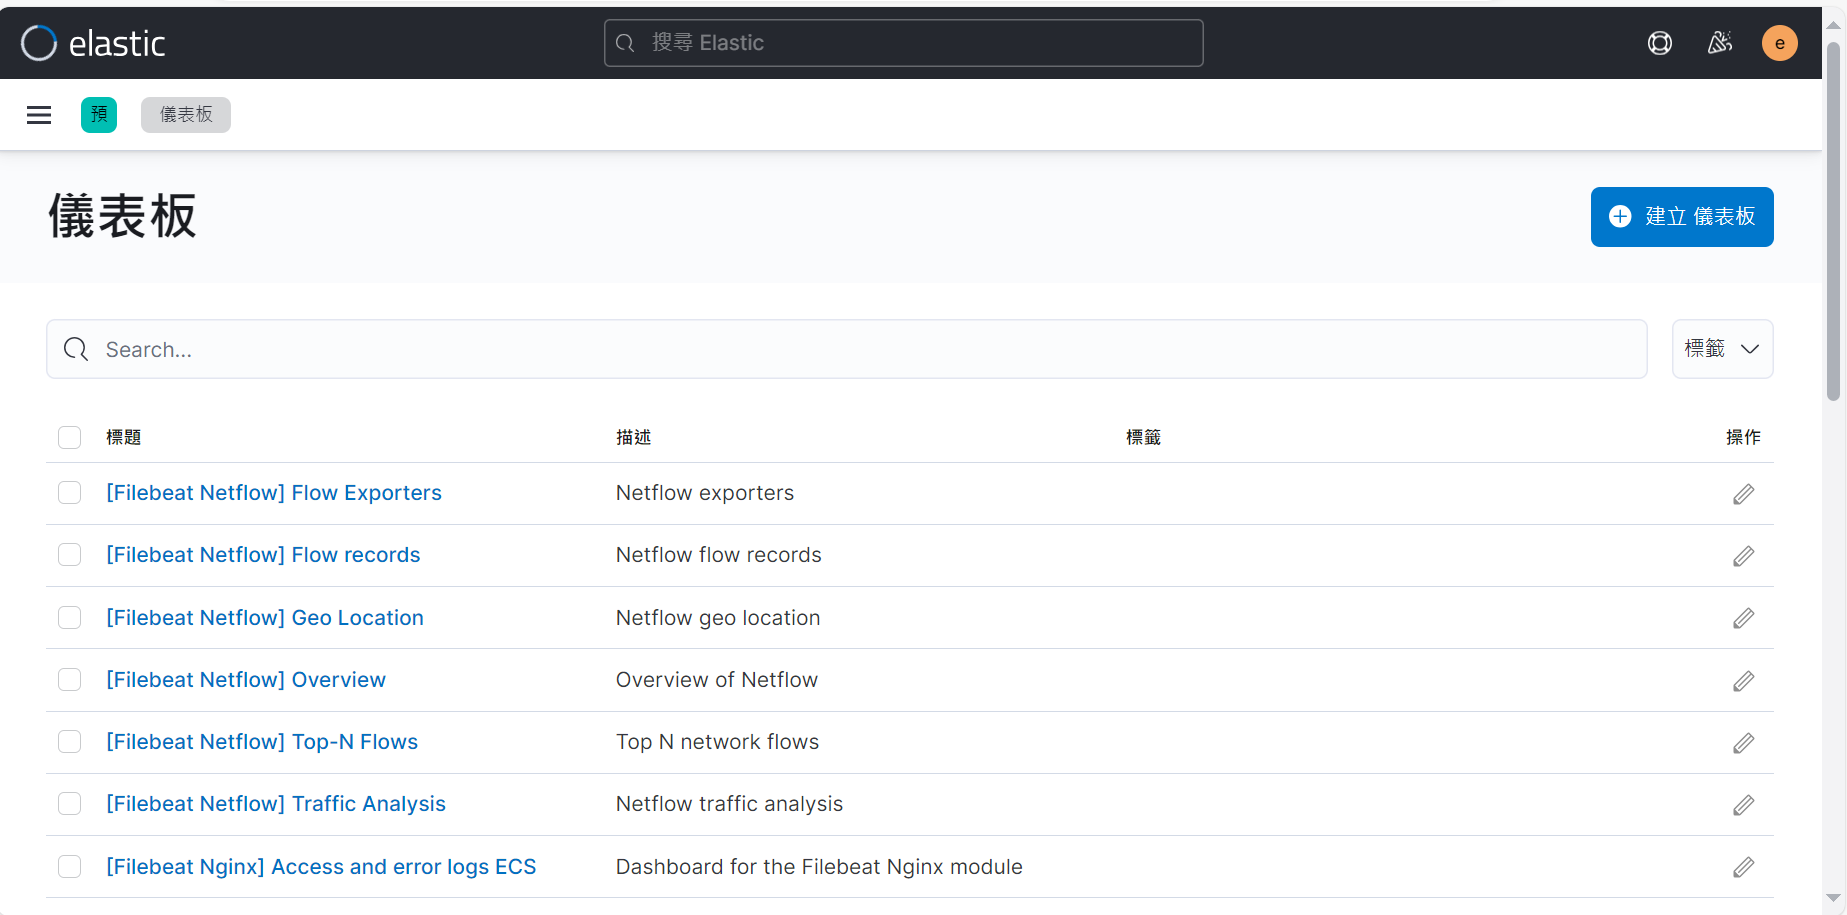 elastic
搜尋 Elastic
e
預
儀表板
儀表板
建立 儀表板
Search...
標籤
標題 描述 標籤 操作
[Filebeat Netflow] Flow Exporters Netflow exporters
[Filebeat Netflow] Flow records Netflow flow records
[Filebeat Netflow] Geo Location Netflow geo location
[Filebeat Netflow] Overview Overview of Netflow
[Filebeat Netflow] Top-N Flows Top N network flows
[Filebeat Netflow] Traffic Analysis Netflow traffic analysis
[Filebeat Nginx] Access and error logs ECS Dashboard for the Filebeat Nginx module